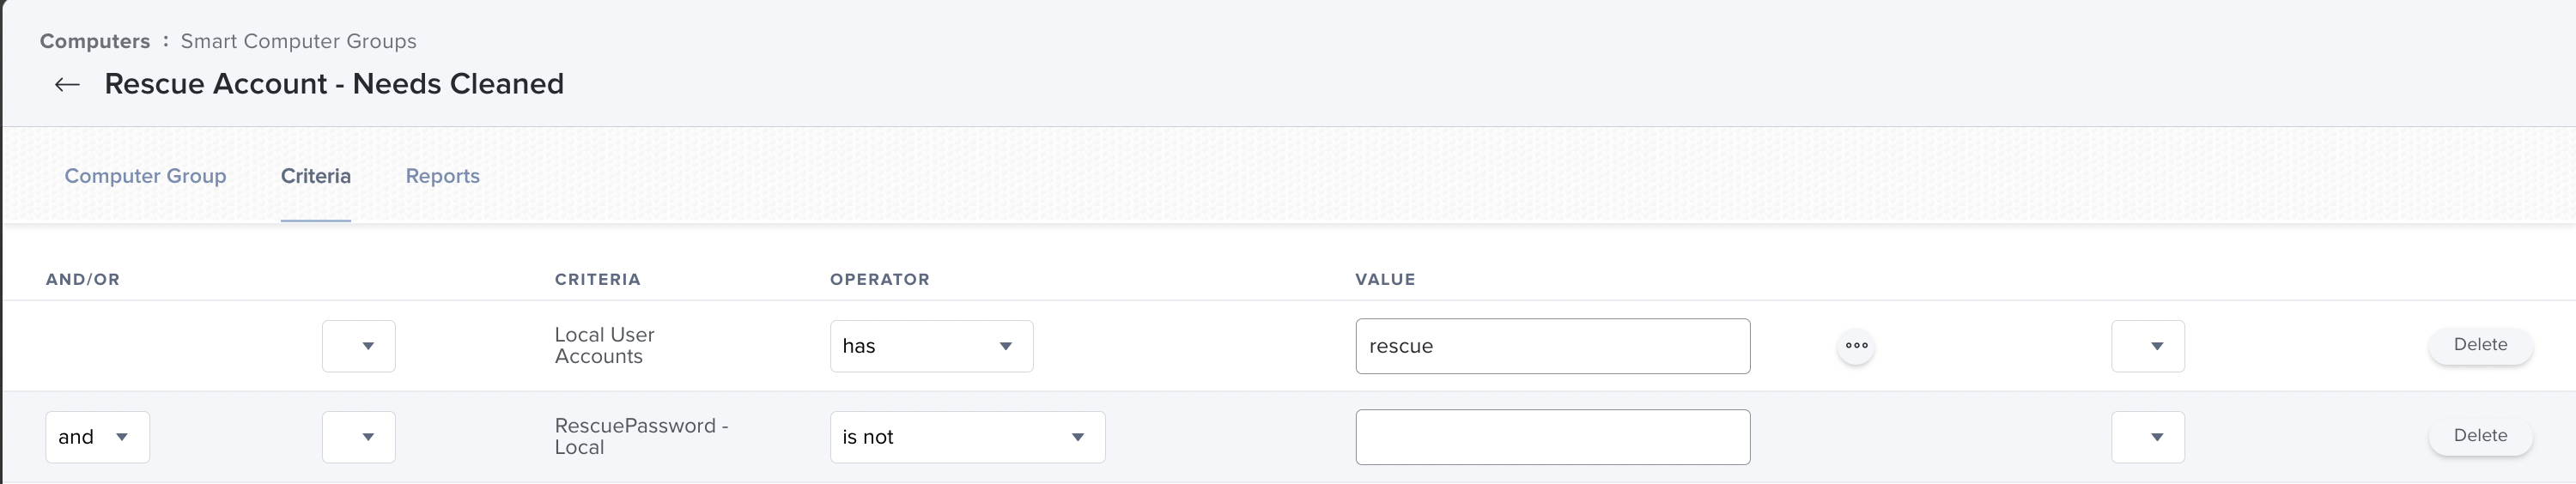 Computers : Smart Computer Groups
← Rescue Account - Needs Cleaned
Computer Group Criteria Reports
AND/OR CRITERIA OPERATOR VALUE
Local User
Accounts
has rescue Delete
and
RescuePassword -
Local
is not Delete